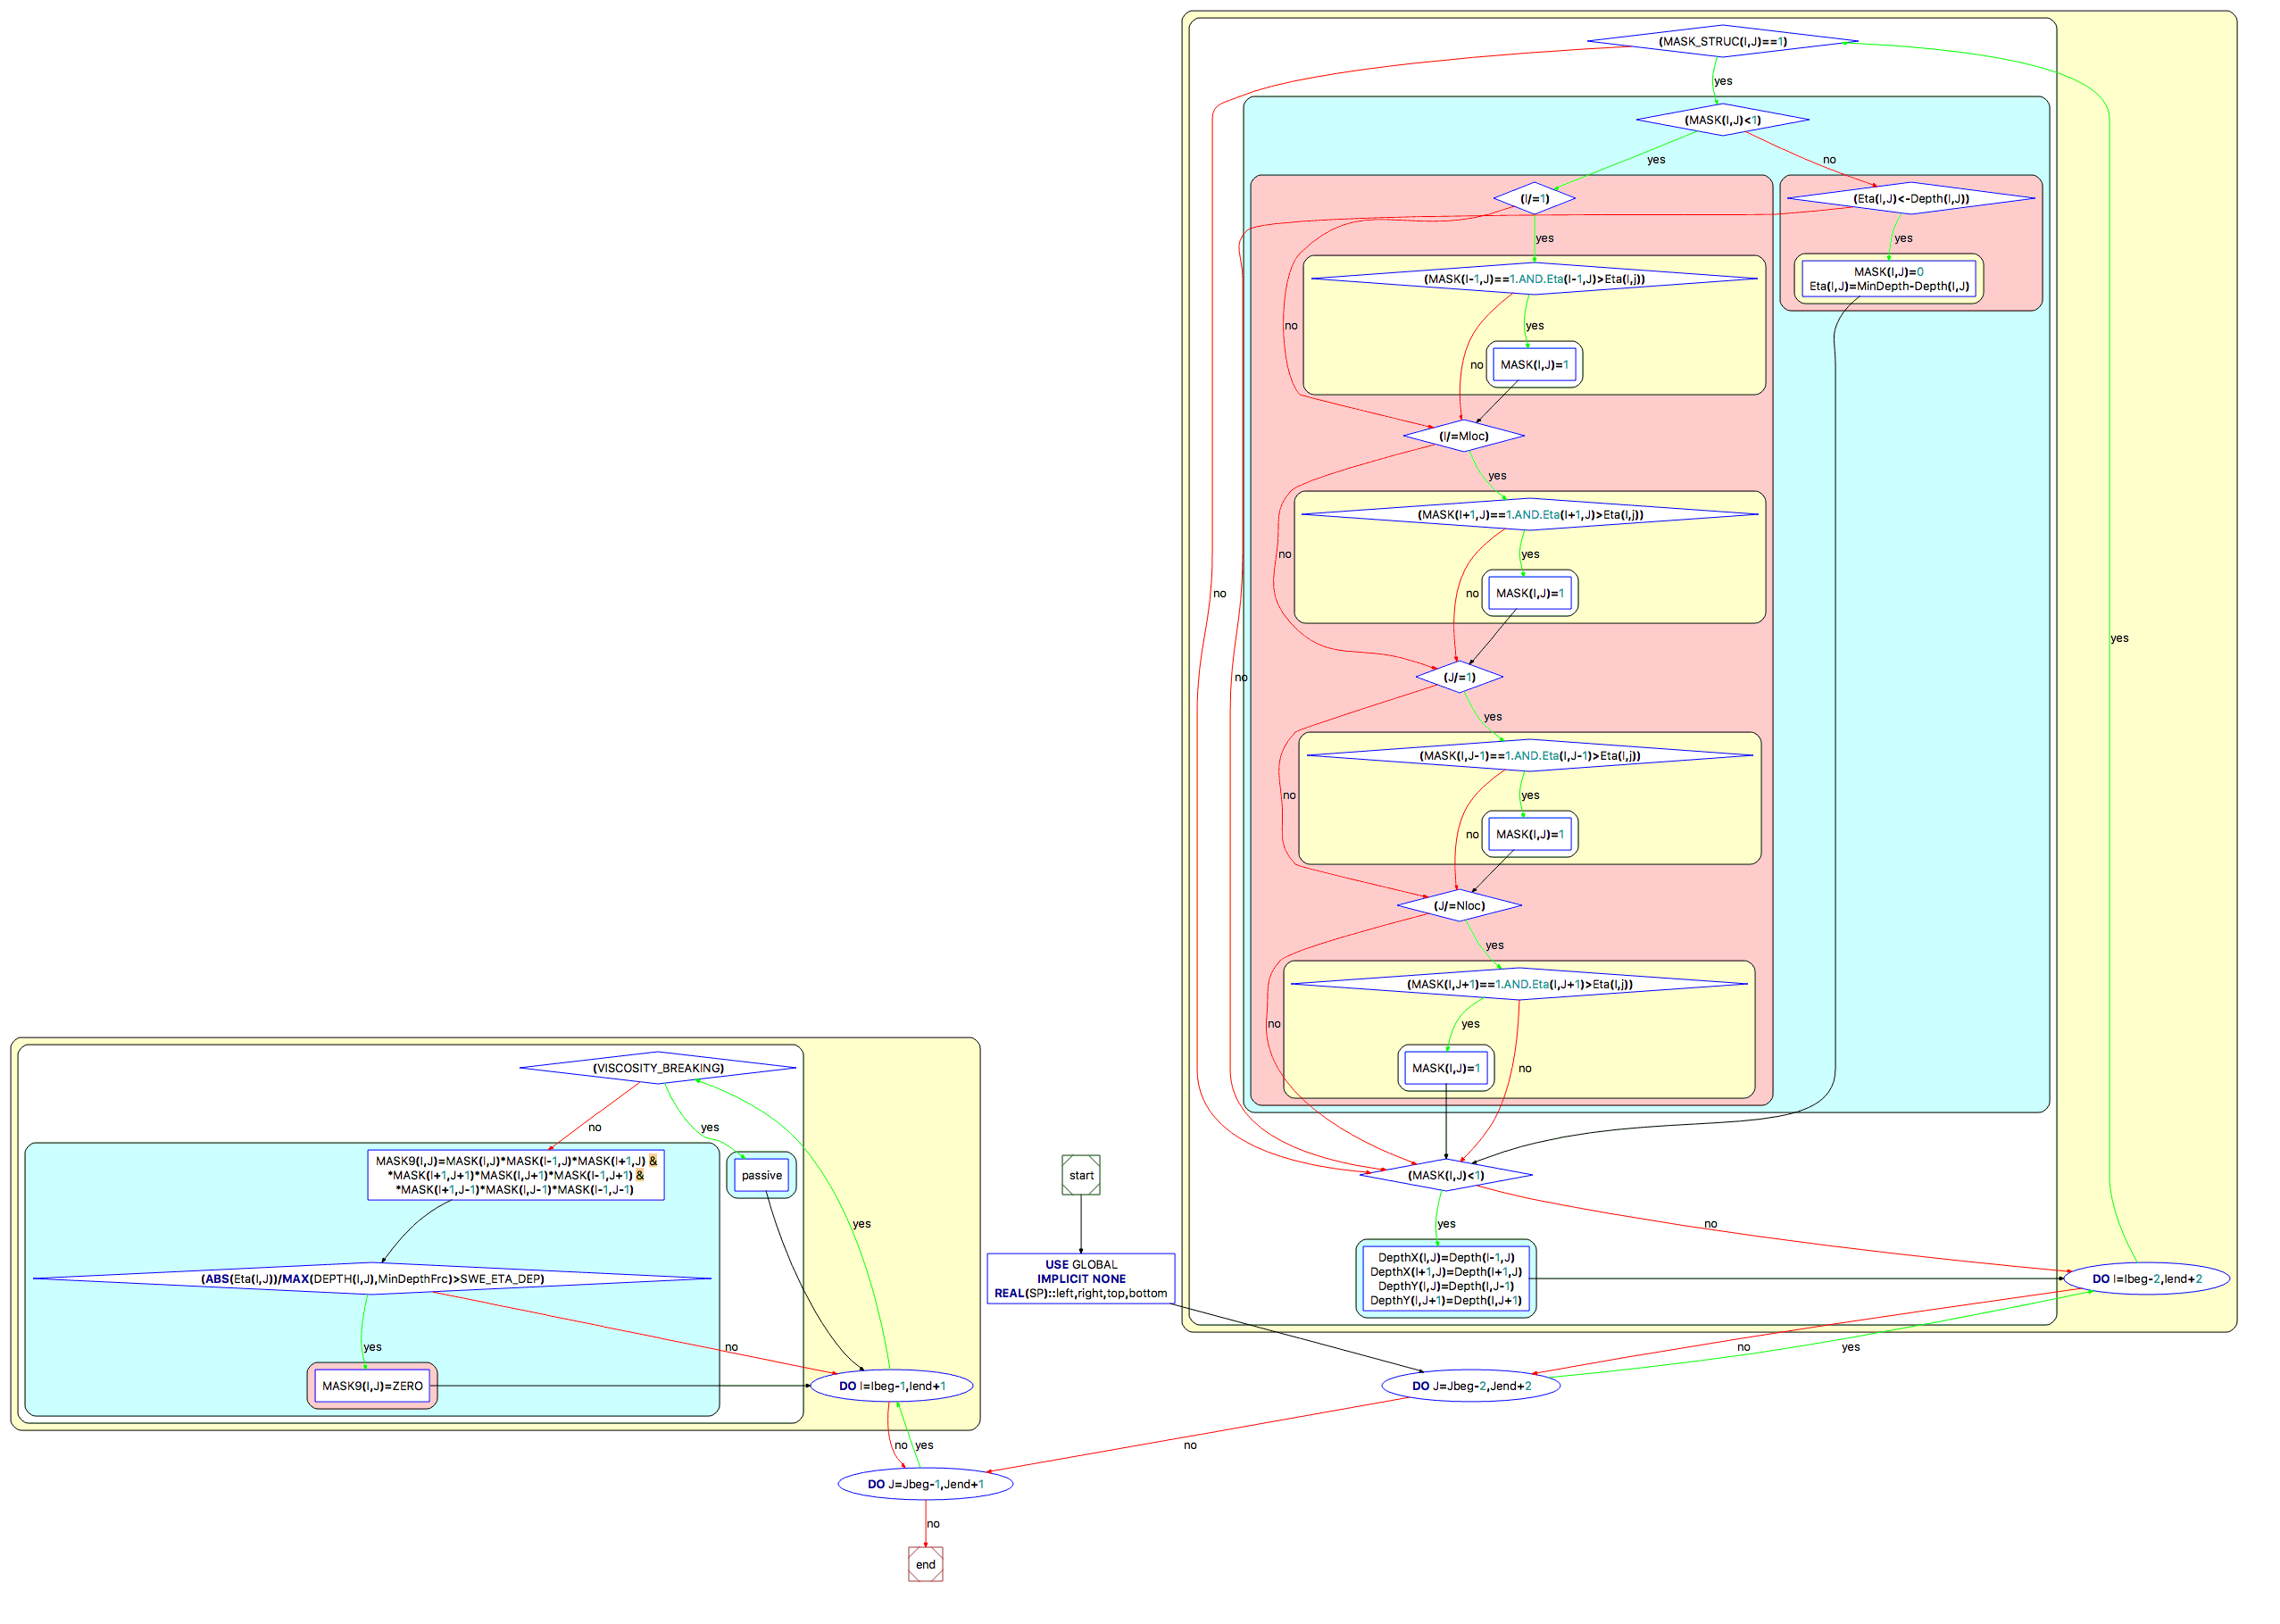 (MASK_STRUC(I,J)==1)
yes
(MASK(I,J)<1)
yes
no
(I/=1)
(Eta(I,J)<-Depth(I,J))
yes
yes
MASK(I,J)=0
Eta(I,J)=MinDepth-Depth(I,J)
(MASK(I-1,J)==1.AND.Eta(I-1,J)>Eta(I,j))
no
yes
no
MASK(I,J)=1
(I/=Mloc)
yes
(MASK(I+1,J)==1.AND.Eta(I+1,J)>Eta(I,j))
no
yes
no
no
MASK(I,J)=1
yes
no
(J/=1)
yes
(MASK(I,J-1)==1.AND.Eta(I,J-1)>Eta(I,j))
no
yes
no
MASK(I,J)=1
(J/=Nloc)
yes
(MASK(I,J+1)==1.AND.Eta(I,J+1)>Eta(I,j))
no
yes
MASK(I,J)=1
no
(MASK(I,J)<1)
yes
no
DepthX(I,J)=Depth(I-1,J)
DepthX(I+1,J)=Depth(I+1,J)
DepthY(I,J)=Depth(I,J-1)
DepthY(I,J+1)=Depth(I,J+1)
DO I=Ibeg-2,Iend+2
no
yes
DO J=Jbeg-2,Jend+2
no
start
USE GLOBAL
IMPLICIT NONE
REAL(SP)::left,right,top,bottom
(VISCOSITY_BREAKING)
no
yes
MASK9(I,J)=MASK(I,J)*MASK(I-1,J)*MASK(I+1,J) &
*MASK(I+1,J+1)*MASK(I,J+1)*MASK(I-1,J+1) &
*MASK(I+1,J-1)*MASK(I,J-1)*MASK(I-1,J-1)
passive
yes
(ABS(Eta(I,J))/MAX(DEPTH(I,J),MinDepthFrc)>SWE_ETA_DEP)
yes
no
MASK9(I,J)=ZERO
DO I=Ibeg-1,Iend+1
no
yes
DO J=Jbeg-1,Jend+1
no
end